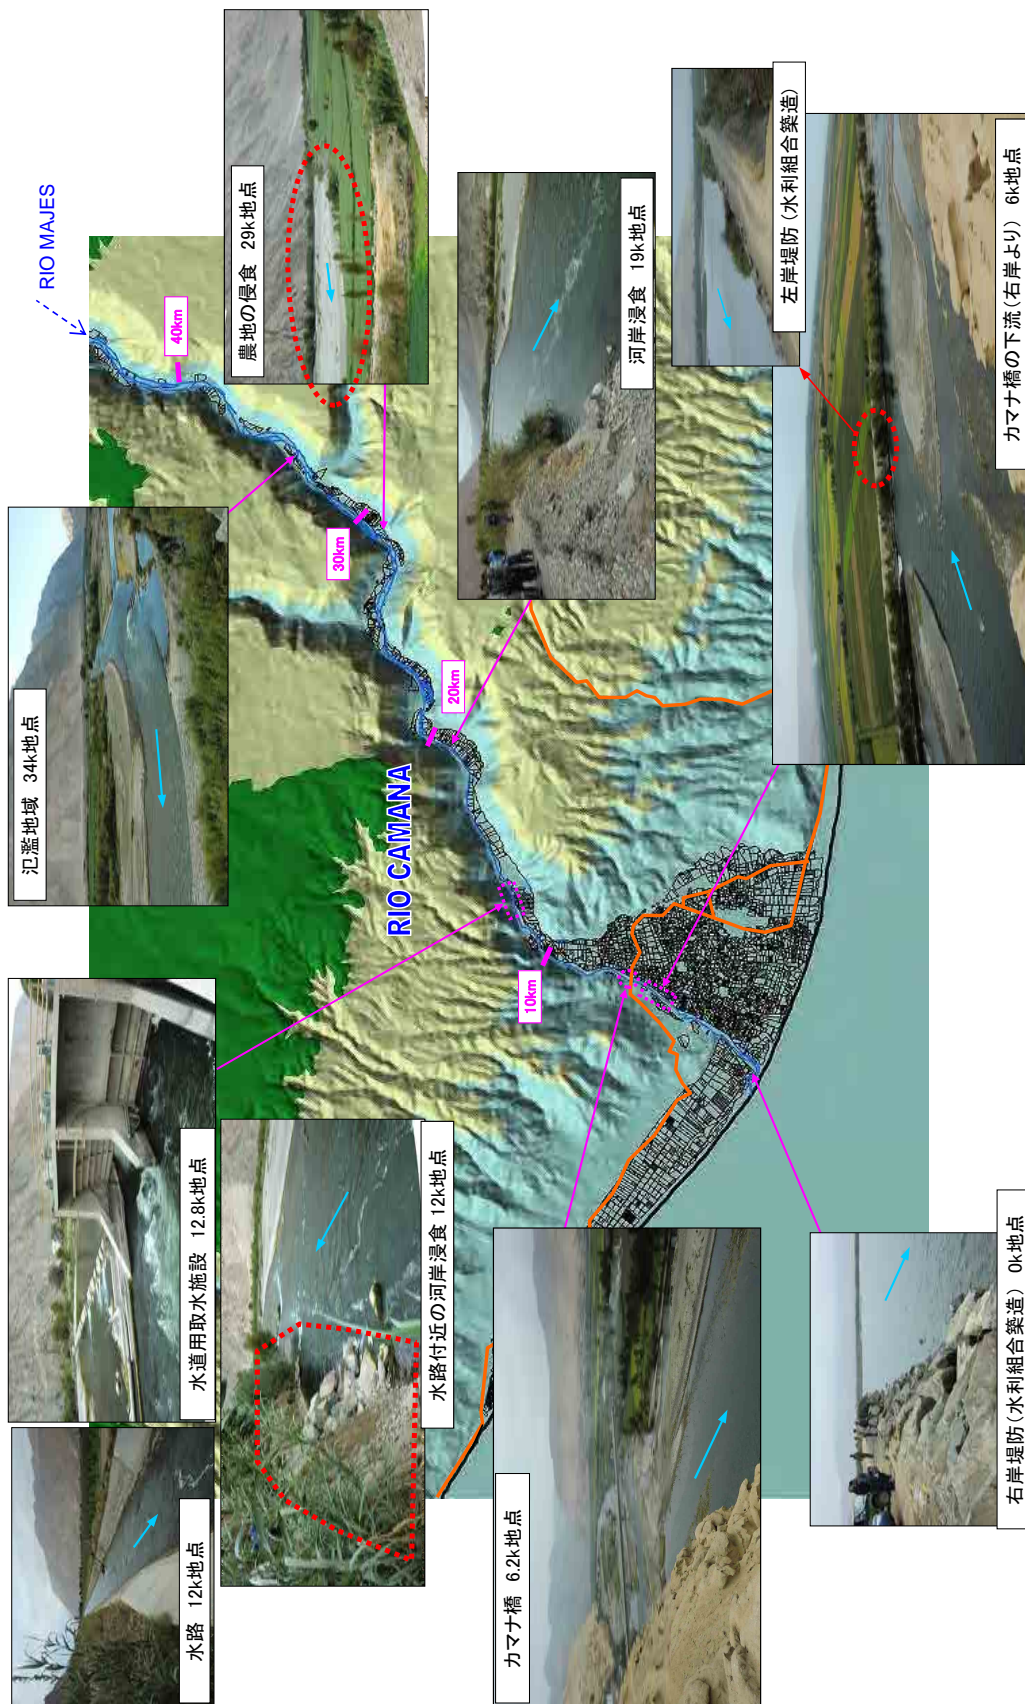 水路 12k地点
水道用取水施設 12.8k地点
氾濫地域 34k地点
農地の侵食 29k地点
RIO MAJES
水路付近の河岸浸食 12k地点
40km
30km
20km
10km
RIO CAMANA
河岸浸食 19k地点
カマナ橋 6.2k地点
左岸堤防(水利組合築造)
右岸堤防(水利組合築造) 0k地点
カマナ橋の下流(右岸より) 6k地点